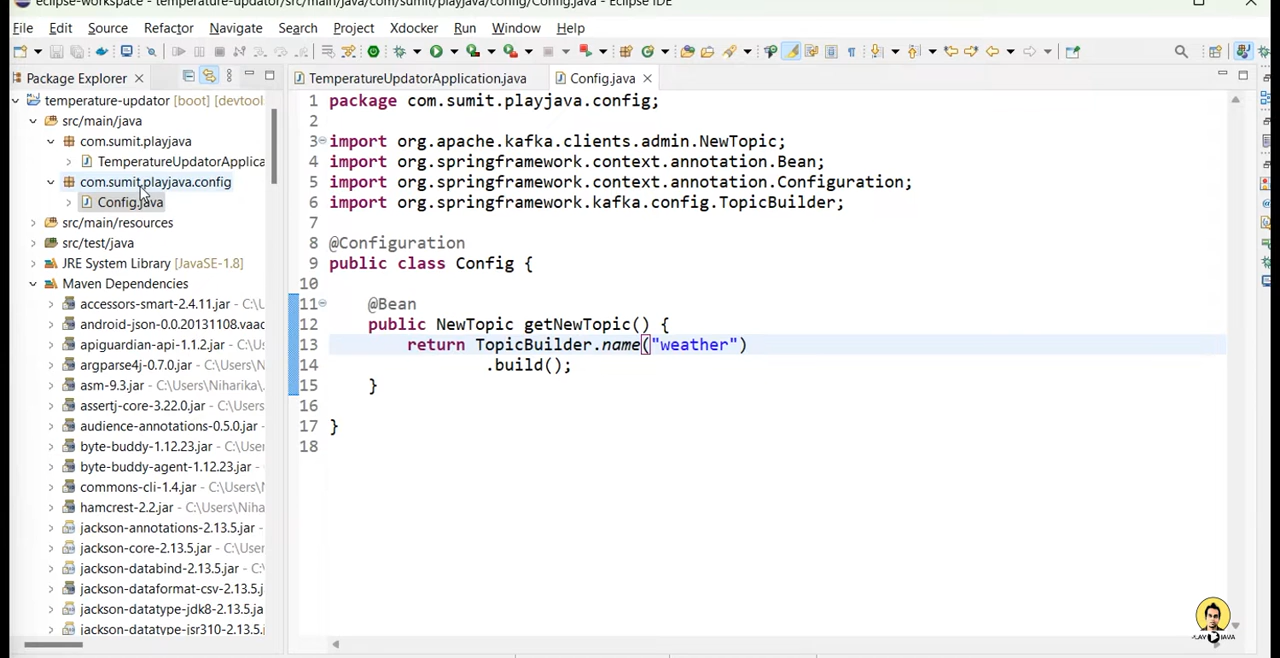 eclipse-workspace - temperature-updator/src/main/java/com/sumit/playjava/config/Config.java - Eclipse IDE
File Edit Source Refactor Navigate Search Project Xdocker Run Window Help
Package Explorer
TemperatureUpdatorApplication.java
Config.java
temperature-updator [boot] [devtool
src/main/java
com.sumit.playjava
TemperatureUpdatorApplica
com.sumit.playjava.config
Config.java
src/main/resources
src/test/java
JRE System Library [JavaSE-1.8]
Maven Dependencies
accessors-smart-2.4.11.jar - C:\U
android-json-0.0.20131108.vaac
apiguardian-api-1.1.2.jar - C:\Us
argparse4j-0.7.0.jar - C:\Users\N
asm-9.3.jar - C:\Users\Niharika\.
assertj-core-3.22.0.jar - C:\Users
audience-annotations-0.5.0.jar -
byte-buddy-1.12.23.jar - C:\User
byte-buddy-agent-1.12.23.jar -
commons-cli-1.4.jar - C:\Users\N
hamcrest-2.2.jar - C:\Users\Niha
jackson-annotations-2.13.5.jar -
jackson-core-2.13.5.jar - C:\User
jackson-databind-2.13.5.jar - C:\
jackson-dataformat-csv-2.13.5.j
jackson-datatype-jdk8-2.13.5.ja
jackson-datatype-jsr310-2.13.5.j
1 package com.sumit.playjava.config;
2
3 import org.apache.kafka.clients.admin.NewTopic;
4 import org.springframework.context.annotation.Bean;
5 import org.springframework.context.annotation.Configuration;
6 import org.springframework.kafka.config.TopicBuilder;
7
8 @Configuration
9 public class Config {
10
11 @Bean
12 public NewTopic getNewTopic() {
13 return TopicBuilder.name("weather")
14 .build();
15 }
16
17 }
18